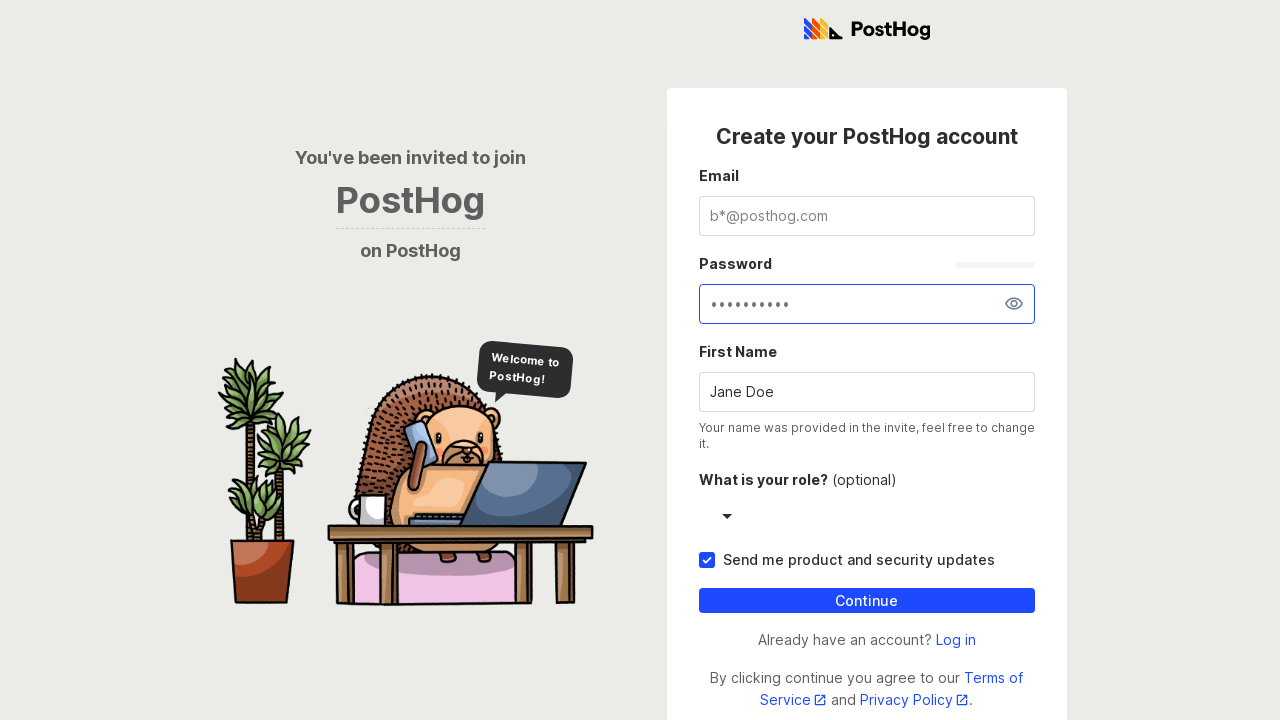 PostHog
You've been invited to join
PostHog
on PostHog
Welcome to
PostHog!
Create your PostHog account
Email
b*@posthog.com
Password
••••••••••
First Name
Jane Doe
Your name was provided in the invite, feel free to change
it.
What is your role? (optional)
Send me product and security updates
Continue
Already have an account? Log in
By clicking continue you agree to our Terms of
Service and Privacy Policy.